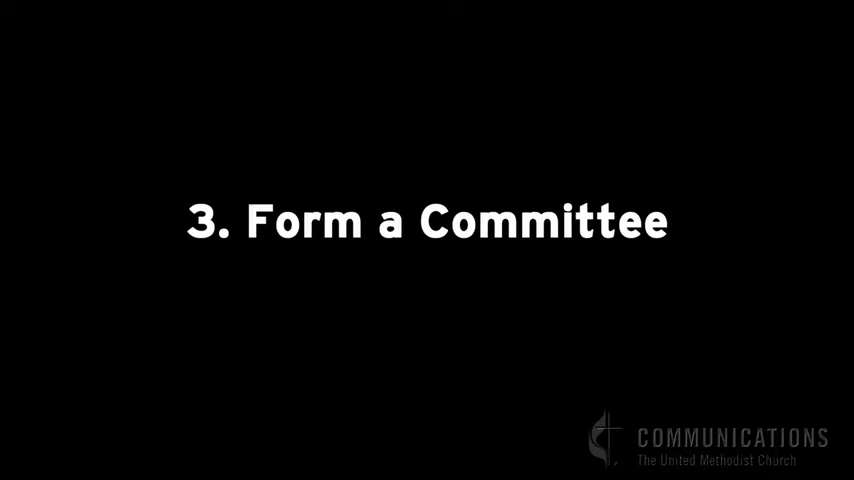 3. Form a Committee
COMMUNICATIONS
The United Methodist Church